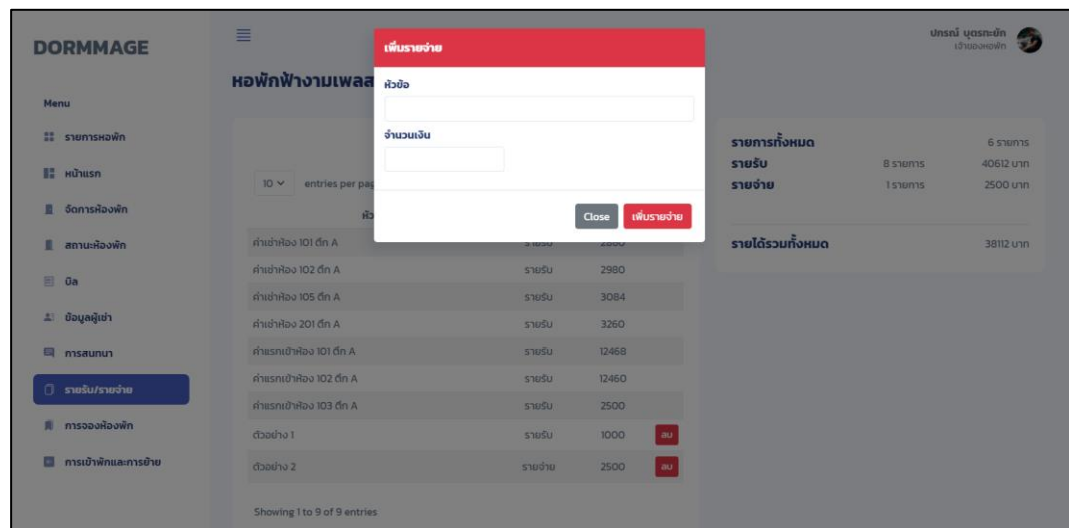 DORMMAGE
Menu
รายการหอพัก
หน้าแรก
จัดการห้องพัก
สถานะห้องพัก
บิล
ข้อมูลผู้เช่า
การสนทนา
รายรับ/รายจ่าย
การจองห้องพัก
การเข้าพักและการย้าย
ปกรณ์ บุตรกะยัก
เจ้าของหอพัก
หอพักฟ้างามเพลส
เพิ่มรายจ่าย
หัวข้อ
จำนวนเงิน
Close เพิ่มรายจ่าย
10 entries per pag
หัว
ค่าเช่าห้อง 101 ตึก A รายรับ 2860
ค่าเช่าห้อง 102 ตึก A รายรับ 2980
ค่าเช่าห้อง 105 ตึก A รายรับ 3084
ค่าเช่าห้อง 201 ตึก A รายรับ 3260
ค่าแรกเข้าห้อง 101 ตึก A รายรับ 12468
ค่าแรกเข้าห้อง 102 ตึก A รายรับ 12460
ค่าแรกเข้าห้อง 103 ตึก A รายรับ 2500
ตัวอย่าง 1 รายรับ 1000 ลบ
ตัวอย่าง 2 รายจ่าย 2500 ลบ
Showing 1 to 9 of 9 entries
รายการทั้งหมด 6 รายการ
รายรับ 8 รายการ 40612 บาท
รายจ่าย 1 รายการ 2500 บาท
รายได้รวมทั้งหมด 38112 บาท